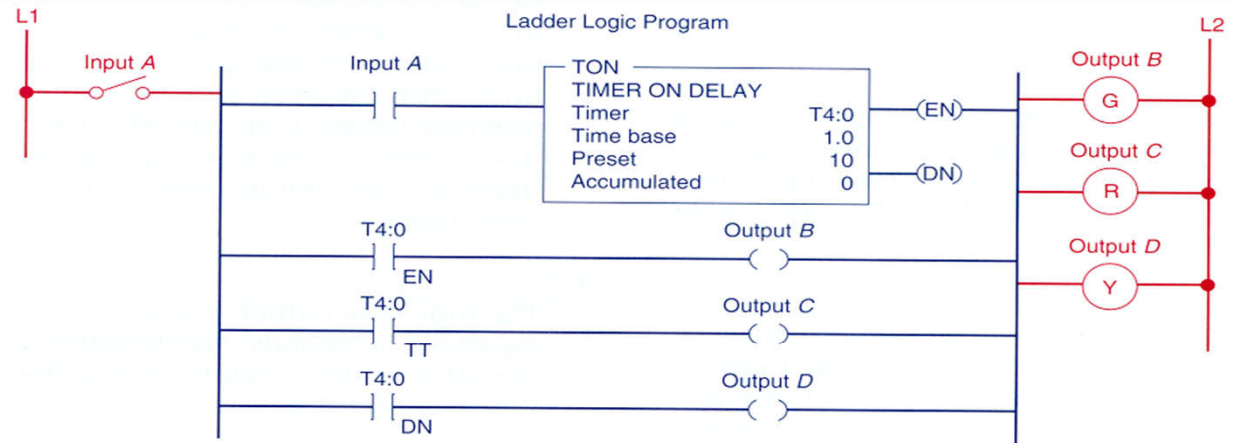 Ladder Logic Program
L1
L2
Input A
Input A
TON
TIMER ON DELAY
Timer T4:0
Time base 1.0
Preset 10
Accumulated 0
EN
DN
Output B
G
Output C
R
Output D
Y
T4:0
EN
Output B
T4:0
TT
Output C
T4:0
DN
Output D